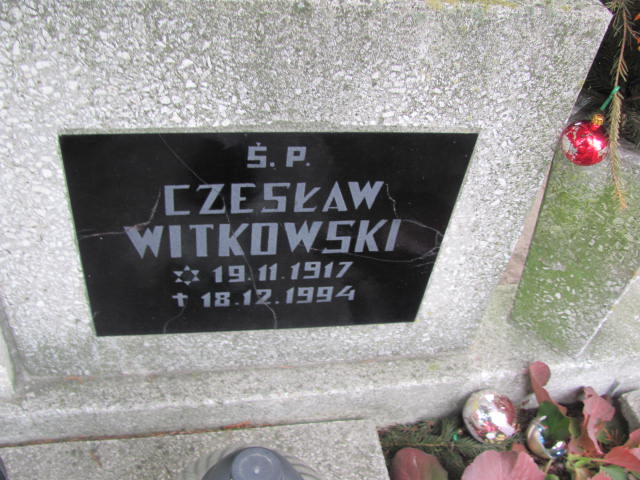 Ś. P.
CZESŁAW
WITKOWSKI
✡ 19.11.1917
✝ 18.12.1994